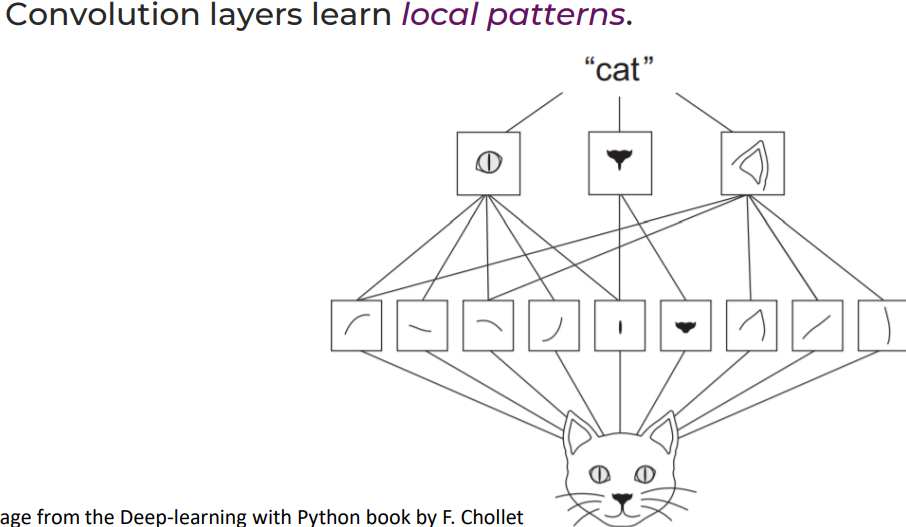 Convolution layers learn local patterns.
“cat”
age from the Deep-learning with Python book by F. Chollet